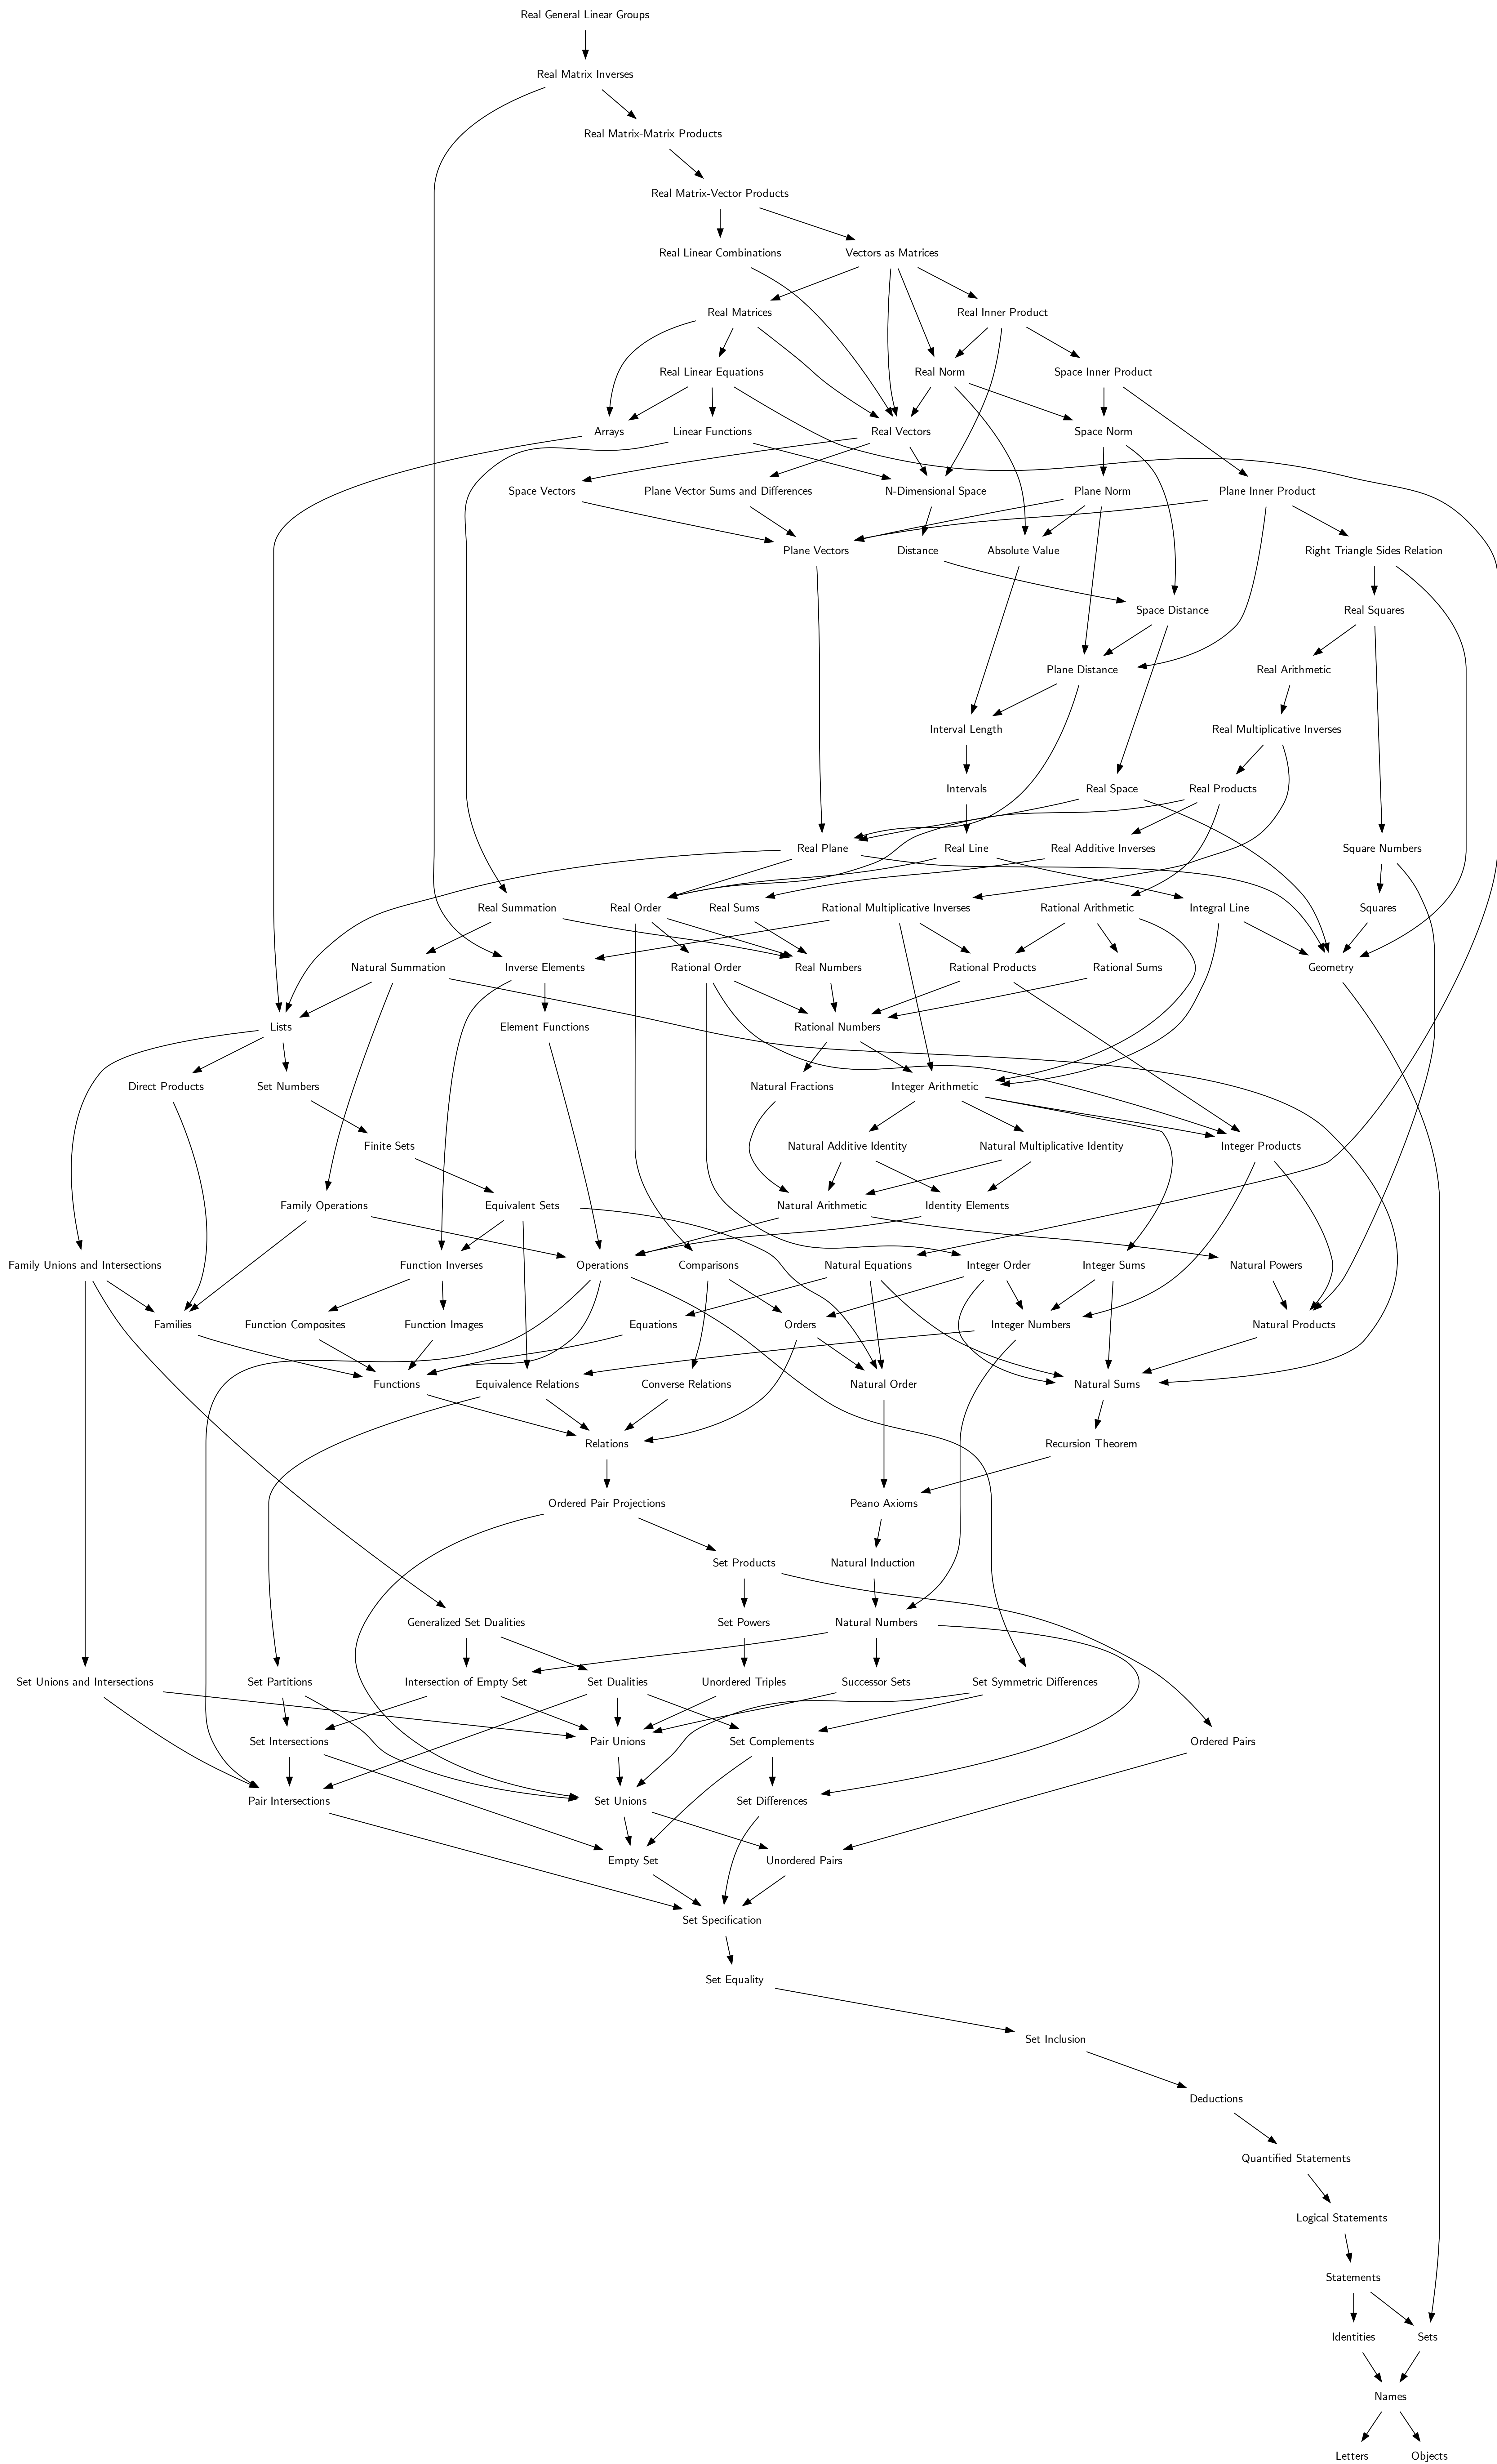 Real General Linear Groups
Real Matrix Inverses
Real Matrix-Matrix Products
Real Matrix-Vector Products
Real Linear Combinations
Vectors as Matrices
Real Matrices
Real Inner Product
Real Linear Equations
Real Norm
Space Inner Product
Arrays
Linear Functions
Real Vectors
Space Norm
Space Vectors
Plane Vector Sums and Differences
N-Dimensional Space
Plane Norm
Plane Inner Product
Plane Vectors
Distance
Absolute Value
Right Triangle Sides Relation
Space Distance
Real Squares
Plane Distance
Real Arithmetic
Interval Length
Real Multiplicative Inverses
Intervals
Real Space
Real Products
Real Plane
Real Line
Real Additive Inverses
Square Numbers
Real Summation
Real Order
Real Sums
Rational Multiplicative Inverses
Rational Arithmetic
Integral Line
Squares
Natural Summation
Inverse Elements
Rational Order
Real Numbers
Rational Products
Rational Sums
Geometry
Lists
Element Functions
Rational Numbers
Direct Products
Set Numbers
Natural Fractions
Integer Arithmetic
Finite Sets
Natural Additive Identity
Natural Multiplicative Identity
Integer Products
Family Operations
Equivalent Sets
Natural Arithmetic
Identity Elements
Family Unions and Intersections
Function Inverses
Operations
Comparisons
Natural Equations
Integer Order
Integer Sums
Natural Powers
Families
Function Composites
Function Images
Equations
Orders
Integer Numbers
Natural Products
Functions
Equivalence Relations
Converse Relations
Natural Order
Natural Sums
Relations
Recursion Theorem
Ordered Pair Projections
Peano Axioms
Set Products
Natural Induction
Generalized Set Dualities
Set Powers
Natural Numbers
Set Unions and Intersections
Set Partitions
Intersection of Empty Set
Set Dualities
Unordered Triples
Successor Sets
Set Symmetric Differences
Set Intersections
Pair Unions
Set Complements
Ordered Pairs
Pair Intersections
Set Unions
Set Differences
Empty Set
Unordered Pairs
Set Specification
Set Equality
Set Inclusion
Deductions
Quantified Statements
Logical Statements
Statements
Identities
Sets
Names
Letters
Objects